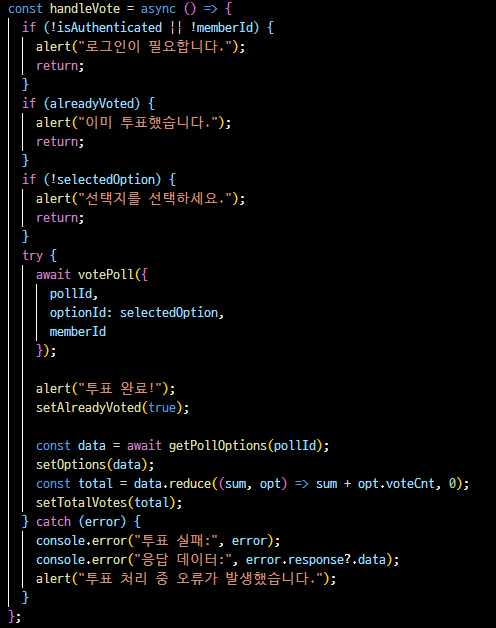 const handleVote = async () => {
if (!isAuthenticated || !memberId) {
alert("로그인이 필요합니다.");
return;
}
if (alreadyVoted) {
alert("이미 투표했습니다.");
return;
}
if (!selectedOption) {
alert("선택지를 선택하세요.");
return;
}
try {
await votePoll({
pollId,
optionId: selectedOption,
memberId
});
alert("투표 완료!");
setAlreadyVoted(true);
const data = await getPollOptions(pollId);
setOptions(data);
const total = data.reduce((sum, opt) => sum + opt.voteCnt, 0);
setTotalVotes(total);
} catch (error) {
console.error("투표 실패:", error);
console.error("응답 데이터:", error.response?.data);
alert("투표 처리 중 오류가 발생했습니다.");
}
};